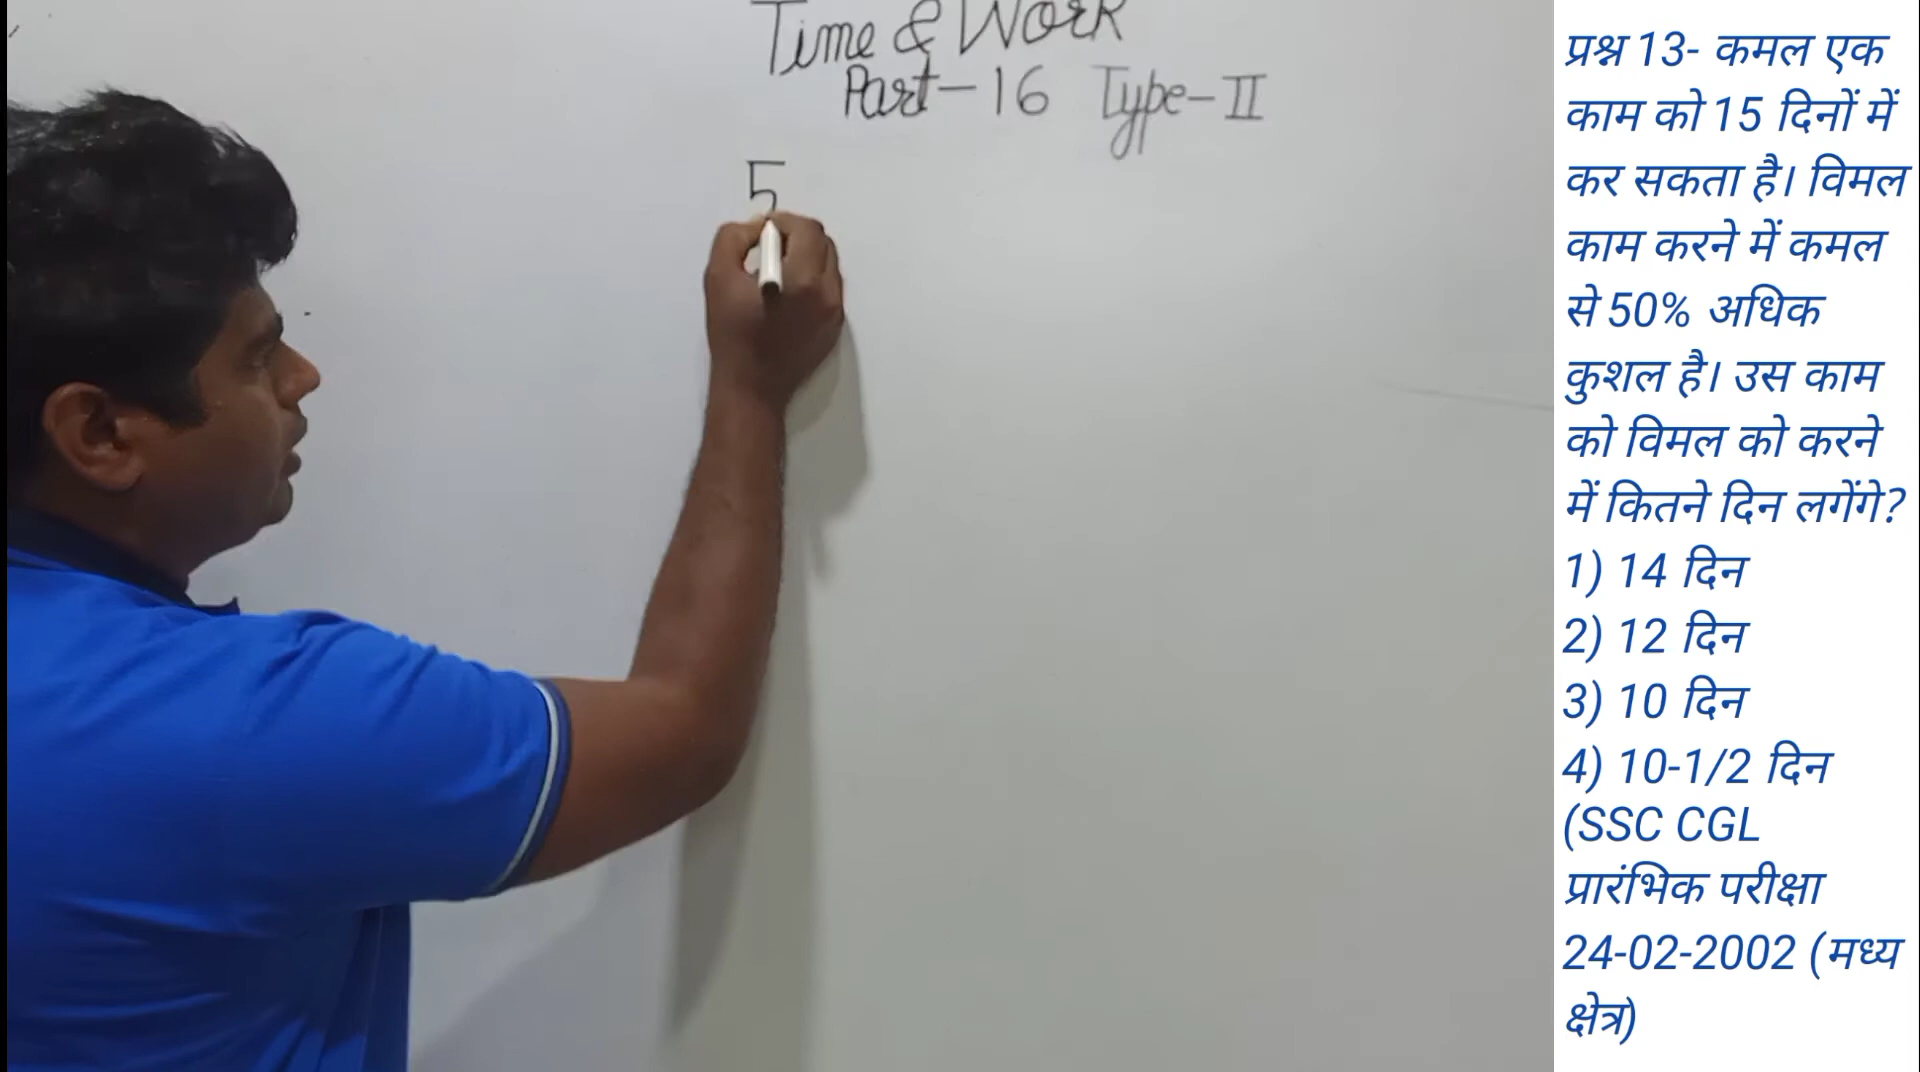 Time & Work
Part-16 Type-II
5
प्रश्न 13- कमल एक
काम को 15 दिनों में
कर सकता है। विमल
काम करने में कमल
से 50% अधिक
कुशल है। उस काम
को विमल को करने
में कितने दिन लगेंगे?
1) 14 दिन
2) 12 दिन
3) 10 दिन
4) 10-1/2 दिन
(SSC CGL
प्रारंभिक परीक्षा
24-02-2002 (मध्य
क्षेत्र)